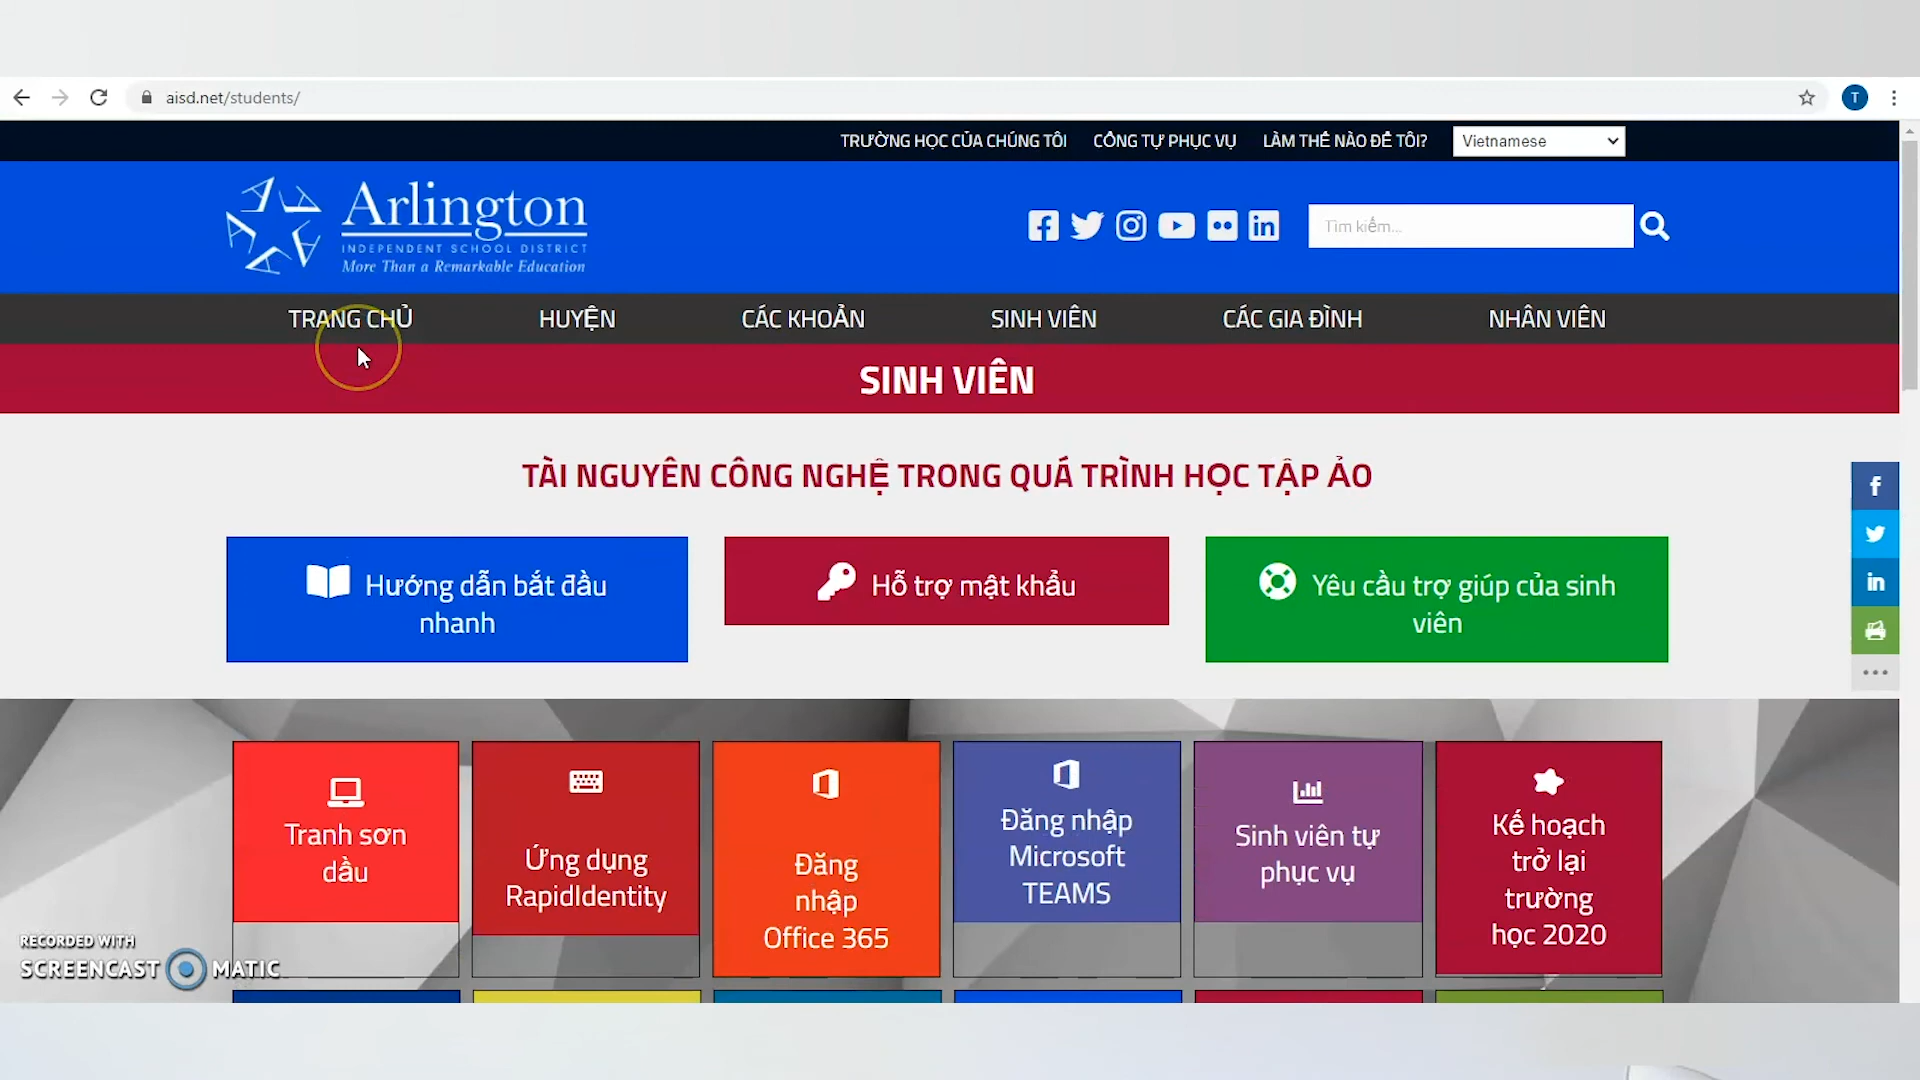 aisd.net/students/
T
TRƯỜNG HỌC CỦA CHÚNG TÔI CỔNG TỰ PHỤC VỤ LÀM THẾ NÀO ĐỂ TÔI? Vietnamese
Arlington
INDEPENDENT SCHOOL DISTRICT
More Than a Remarkable Education
Tìm kiếm...
TRANG CHỦ HUYỆN CÁC KHOẢN SINH VIÊN CÁC GIA ĐÌNH NHÂN VIÊN
SINH VIÊN
TÀI NGUYÊN CÔNG NGHỆ TRONG QUÁ TRÌNH HỌC TẬP ẢO
Hướng dẫn bắt đầu
nhanh
Hỗ trợ mật khẩu
Yêu cầu trợ giúp của sinh
viên
Tranh sơn
dầu
Ứng dụng
RapidIdentity
Đăng
nhập
Office 365
Đăng nhập
Microsoft
TEAMS
Sinh viên tự
phục vụ
Kế hoạch
trở lại
trường
học 2020
RECORDED WITH
SCREENCAST MATIC